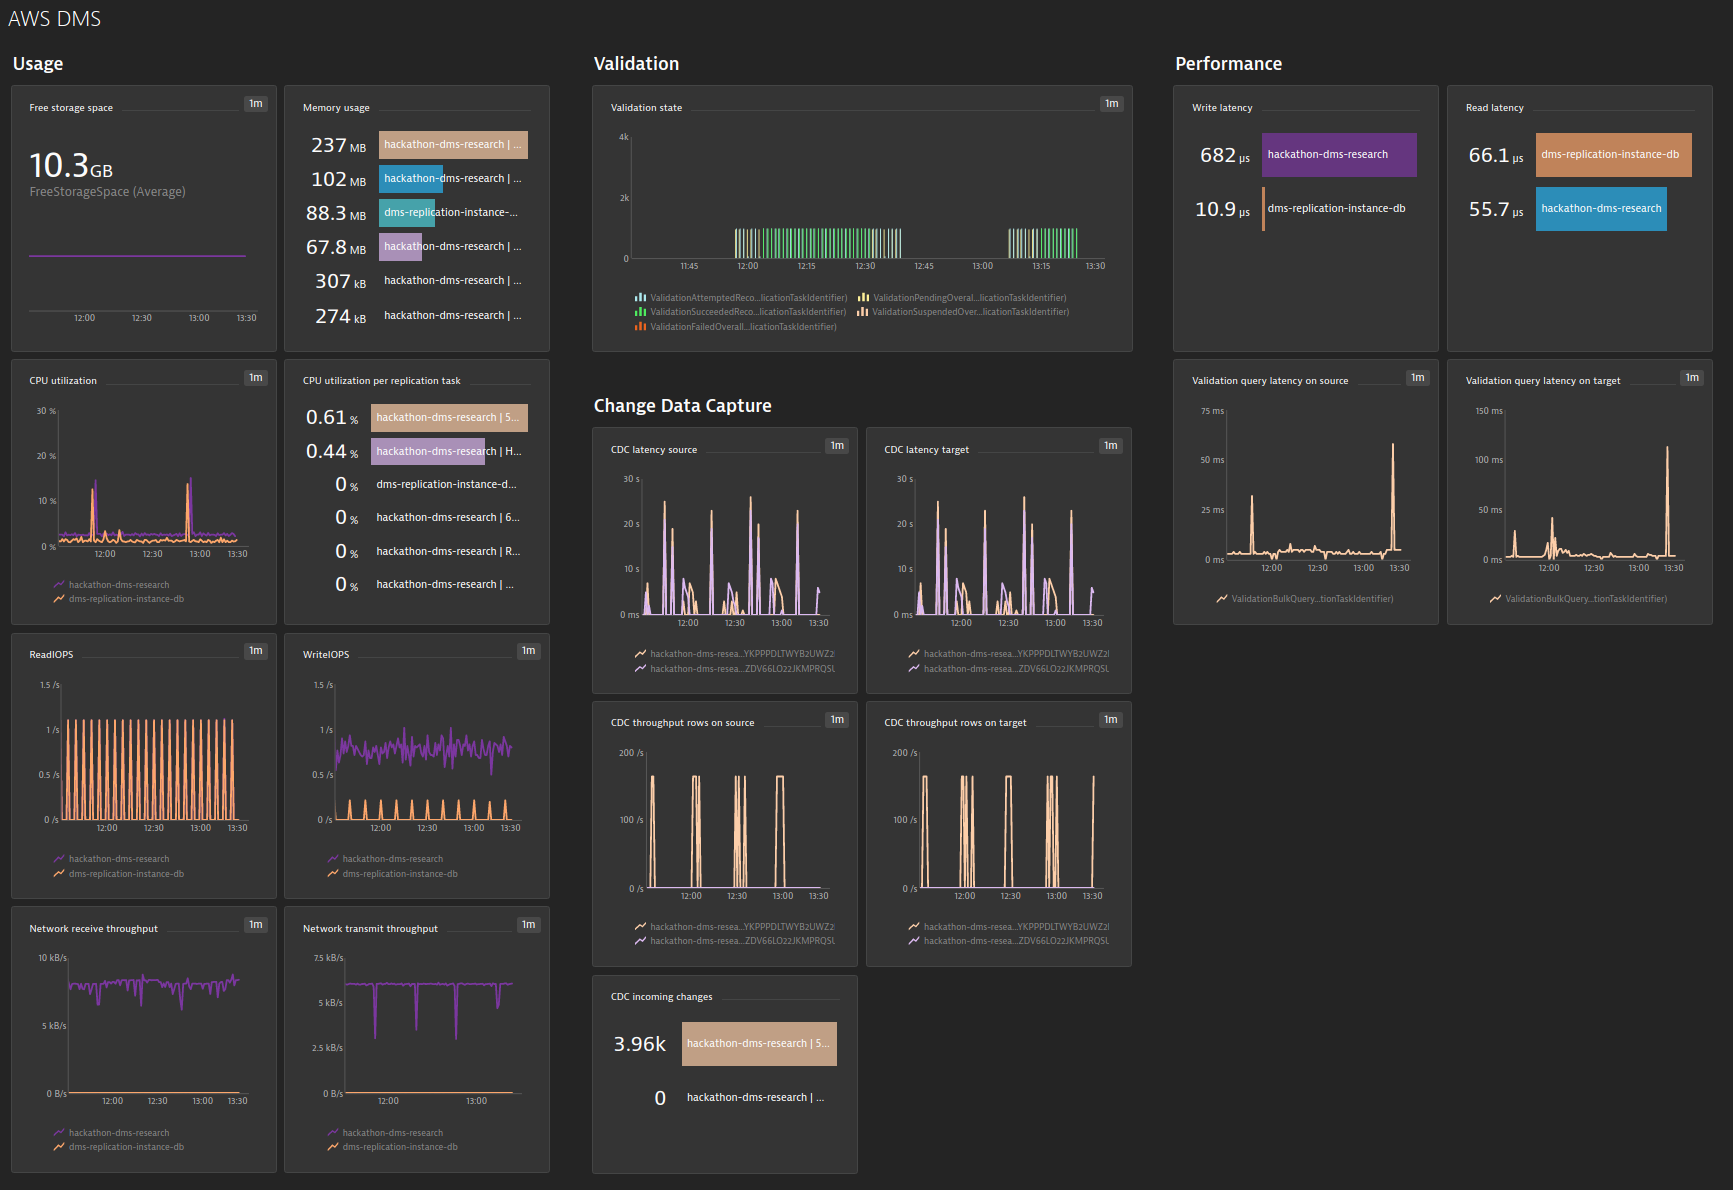 AWS DMS
Usage
Free storage space
1m
10.3GB
FreeStorageSpace (Average)
12:00 12:30 13:00 13:30
Memory usage
237 MB hackathon-dms-research | ...
102 MB hackathon-dms-research | ...
88.3 MB dms-replication-instance-...
67.8 MB hackathon-dms-research | ...
307 kB hackathon-dms-research | ...
274 kB hackathon-dms-research | ...
CPU utilization
1m
30 %
20 %
10 %
0 %
12:00 12:30 13:00 13:30
hackathon-dms-research
dms-replication-instance-db
CPU utilization per replication task
0.61 % hackathon-dms-research | 5...
0.44 % hackathon-dms-research | H...
0 % dms-replication-instance-d...
0 % hackathon-dms-research | 6...
0 % hackathon-dms-research | R...
0 % hackathon-dms-research | ...
ReadIOPS
1m
1.5 /s
1 /s
0.5 /s
0 /s
12:00 12:30 13:00 13:30
hackathon-dms-research
dms-replication-instance-db
WriteIOPS
1m
1.5 /s
1 /s
0.5 /s
0 /s
12:00 12:30 13:00 13:30
hackathon-dms-research
dms-replication-instance-db
Network receive throughput
1m
10 kB/s
5 kB/s
0 B/s
12:00 12:30 13:00 13:30
hackathon-dms-research
dms-replication-instance-db
Network transmit throughput
1m
7.5 kB/s
5 kB/s
2.5 kB/s
0 B/s
12:00 13:00
hackathon-dms-research
dms-replication-instance-db
Validation
Validation state
1m
4k
2k
0
11:45 12:00 12:15 12:30 12:45 13:00 13:15 13:30
ValidationAttemptedReco...licationTaskIdentifier) ValidationPendingOveral...licationTaskIdentifier)
ValidationSucceededReco...licationTaskIdentifier) ValidationSuspendedOver...licationTaskIdentifier)
ValidationFailedOverall...licationTaskIdentifier)
Change Data Capture
CDC latency source
1m
30 s
20 s
10 s
0 ms
12:00 12:30 13:00 13:30
hackathon-dms-resea...YKPPPDLTWYB2UWZ2I
hackathon-dms-resea...ZDV66LO22JKMPRQSL
CDC latency target
1m
30 s
20 s
10 s
0 ms
12:00 12:30 13:00 13:30
hackathon-dms-resea...YKPPPDLTWYB2UWZ2I
hackathon-dms-resea...ZDV66LO22JKMPRQSL
CDC throughput rows on source
1m
200 /s
100 /s
0 /s
12:00 12:30 13:00 13:30
hackathon-dms-resea...YKPPPDLTWYB2UWZ2I
hackathon-dms-resea...ZDV66LO22JKMPRQSL
CDC throughput rows on target
1m
200 /s
100 /s
0 /s
12:00 12:30 13:00 13:30
hackathon-dms-resea...YKPPPDLTWYB2UWZ2I
hackathon-dms-resea...ZDV66LO22JKMPRQSL
CDC incoming changes
3.96k hackathon-dms-research | 5...
0 hackathon-dms-research | ...
Performance
Write latency
682 µs hackathon-dms-research
10.9 µs dms-replication-instance-db
Read latency
66.1 µs dms-replication-instance-db
55.7 µs hackathon-dms-research
Validation query latency on source
1m
75 ms
50 ms
25 ms
0 ms
12:00 12:30 13:00 13:30
ValidationBulkQuery...tionTaskIdentifier)
Validation query latency on target
1m
150 ms
100 ms
50 ms
0 ms
12:00 12:30 13:00 13:30
ValidationBulkQuery...tionTaskIdentifier)